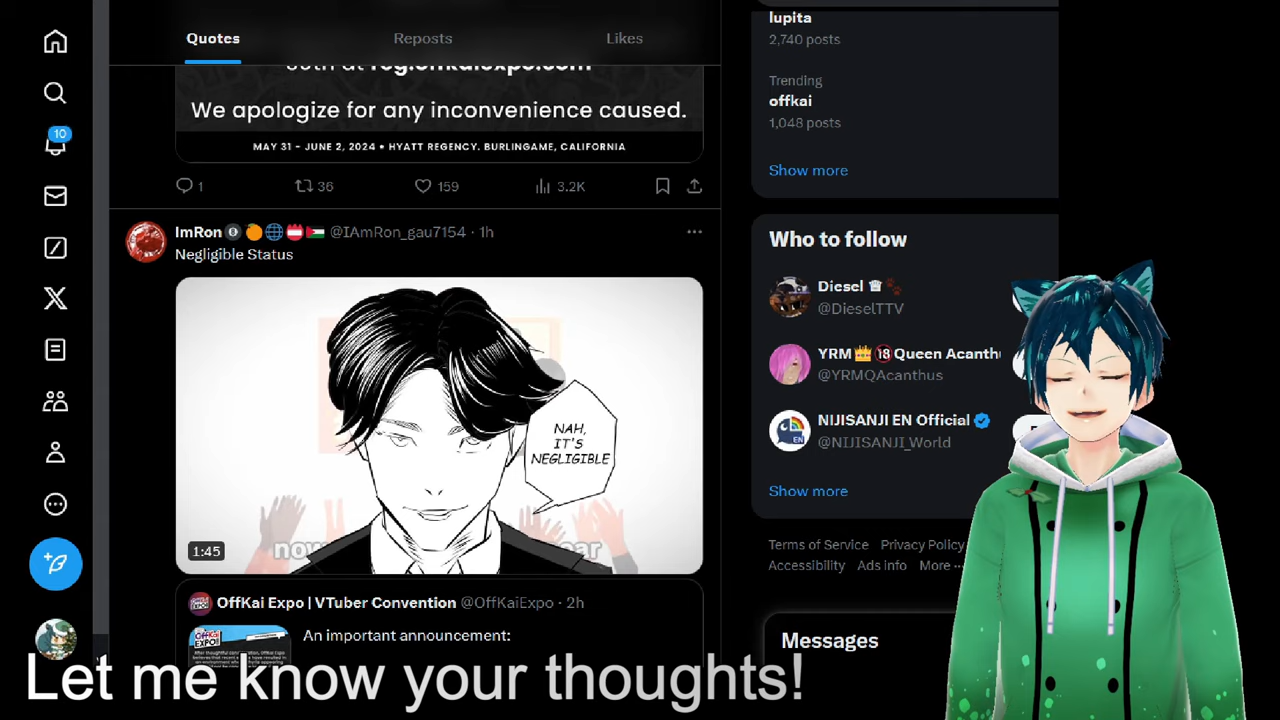 Quotes
Reposts
Likes
We apologize for any inconvenience caused.
MAY 31 - JUNE 2, 2024 • HYATT REGENCY, BURLINGAME, CALIFORNIA
1
36
159
3.2K
ImRon @IAmRon_gau7154 · 1h
Negligible Status
NAH,
IT'S
NEGLIGIBLE
1:45
OffKai Expo | VTuber Convention @OffKaiExpo · 2h
An important announcement:
10
lupita
2,740 posts
Trending
offkai
1,048 posts
Show more
Who to follow
Diesel
@DieselTTV
YRM 18 Queen Acanth
@YRMQAcanthus
NIJISANJI EN Official
EN
@NIJISANJI_World
Show more
Terms of Service Privacy Policy
Accessibility Ads info More ...
Messages
Let me know your thoughts!